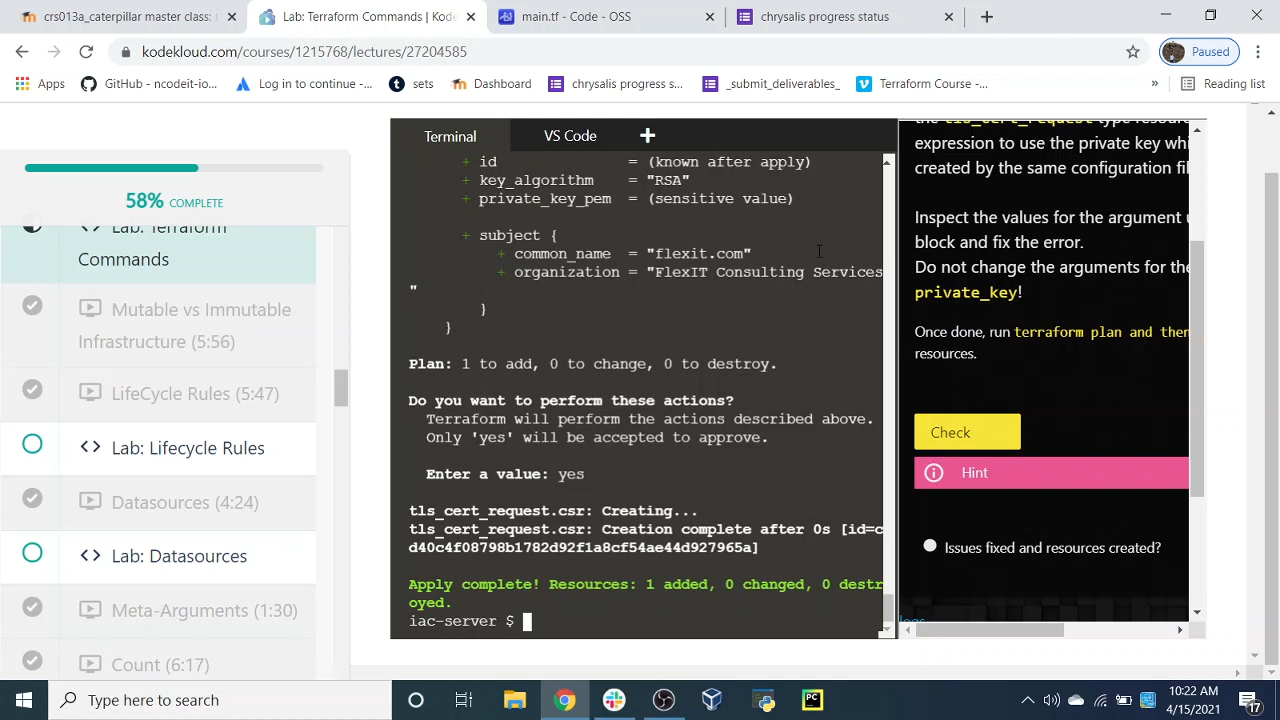 ics013a_caterpillar master class:
Lab: Terraform Commands | KodeK
main.tf - Code - OSS
chrysalis progress status
kodekloud.com/courses/1215768/lectures/27204585
Paused
Apps
GitHub - ncodeit-io...
Log in to continue -...
sets
Dashboard
chrysalis progress s...
_submit_deliverables_
Terraform Course -...
»
Reading list
58% COMPLETE
Lab: Terraform
Commands
Mutable vs Immutable
Infrastructure (5:56)
LifeCycle Rules (5:47)
Lab: Lifecycle Rules
Datasources (4:24)
Lab: Datasources
Meta-Arguments (1:30)
Count (6:17)
Terminal
VS Code
+ id = (known after apply)
+ key_algorithm = "RSA"
+ private_key_pem = (sensitive value)
+ subject {
+ common_name = "flexit.com"
+ organization = "FlexIT Consulting Services
"
}
}
Plan: 1 to add, 0 to change, 0 to destroy.
Do you want to perform these actions?
Terraform will perform the actions described above.
Only 'yes' will be accepted to approve.
Enter a value: yes
tls_cert_request.csr: Creating...
tls_cert_request.csr: Creation complete after 0s [id=c
d40c4f08798b1782d92f1a8cf54ae44d927965a]
Apply complete! Resources: 1 added, 0 changed, 0 destr
oyed.
iac-server $
the tls_cert_request type resour
expression to use the private key whi
created by the same configuration fil
Inspect the values for the argument u
block and fix the error.
Do not change the arguments for the
private_key!
Once done, run terraform plan and then
resources.
Check
Hint
Issues fixed and resources created?
logs
Type here to search
10:22 AM
4/15/2021
17